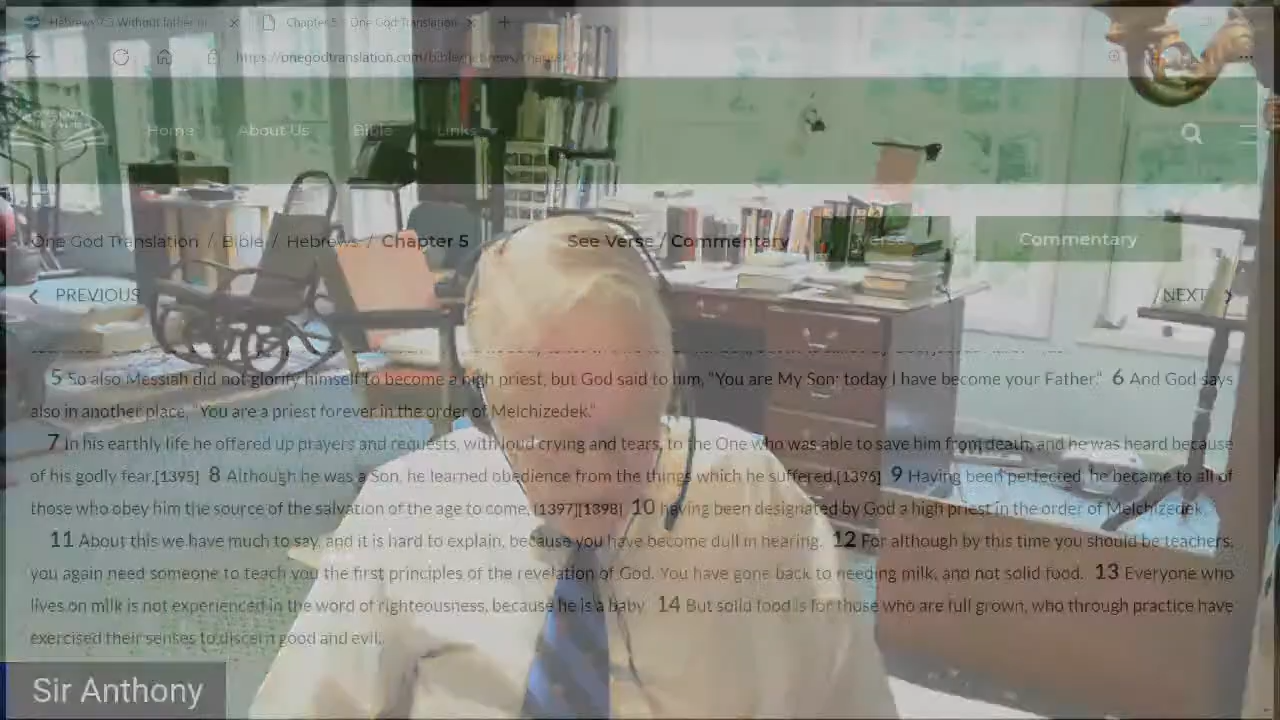 Hebrews 7:3 Without father or
Chapter 5 - One God Translation
https://onegodtranslation.com/bible/hebrews/chapter-5/
Home About Us Bible Links
One God Translation / Bible / Hebrews / Chapter 5 See Verse / Commentary Verse Commentary
PREVIOUS NEXT
5 So also Messiah did not glorify himself to become a high priest, but God said to him, "You are My Son; today I have become your Father." 6 And God says
also in another place, "You are a priest forever in the order of Melchizedek."
7 In his earthly life he offered up prayers and requests, with loud crying and tears, to the One who was able to save him from death, and he was heard because
of his godly fear.[1395] 8 Although he was a Son, he learned obedience from the things which he suffered.[1396] 9 Having been perfected, he became to all of
those who obey him the source of the salvation of the age to come, [1397][1398] 10 having been designated by God a high priest in the order of Melchizedek.
11 About this we have much to say, and it is hard to explain, because you have become dull in hearing. 12 For although by this time you should be teachers,
you again need someone to teach you the first principles of the revelation of God. You have gone back to needing milk, and not solid food. 13 Everyone who
lives on milk is not experienced in the word of righteousness, because he is a baby. 14 But solid food is for those who are full grown, who through practice have
exercised their senses to discern good and evil.
Sir Anthony